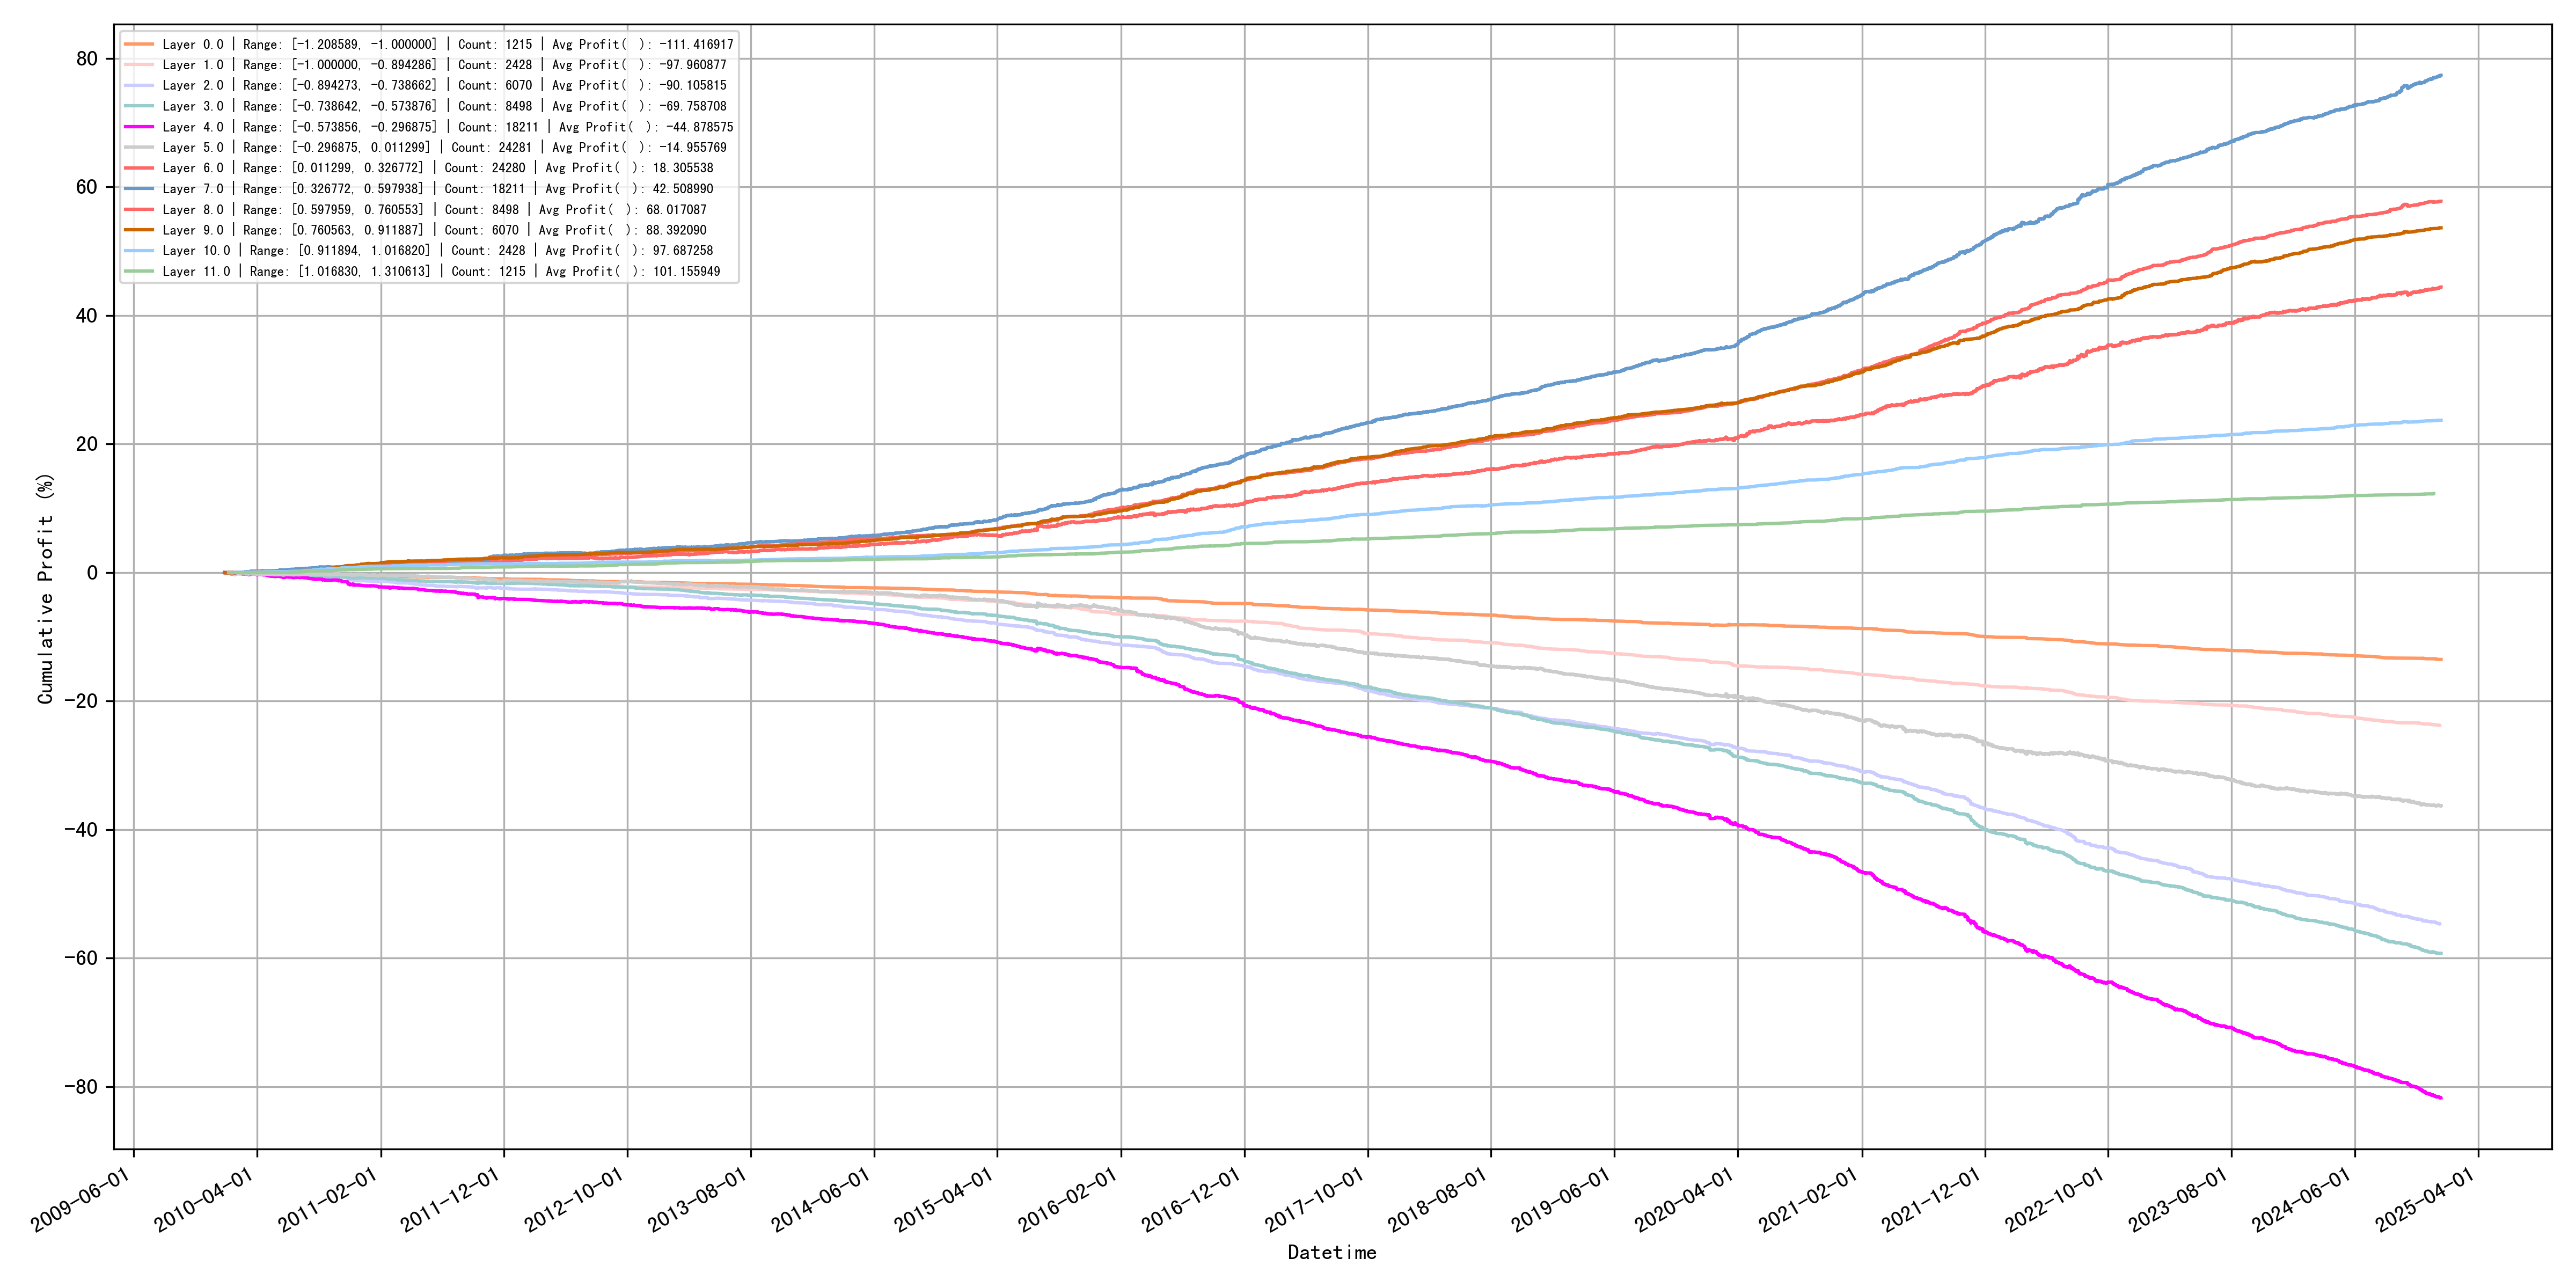 Layer 0.0 | Range: [-1.208589, -1.000000] | Count: 1215 | Avg Profit( ): -111.416917
Layer 1.0 | Range: [-1.000000, -0.894286] | Count: 2428 | Avg Profit( ): -97.960877
Layer 2.0 | Range: [-0.894273, -0.738662] | Count: 6070 | Avg Profit( ): -90.105815
Layer 3.0 | Range: [-0.738642, -0.573876] | Count: 8498 | Avg Profit( ): -69.758708
Layer 4.0 | Range: [-0.573856, -0.296875] | Count: 18211 | Avg Profit( ): -44.878575
Layer 5.0 | Range: [-0.296875, 0.011299] | Count: 24281 | Avg Profit( ): -14.955769
Layer 6.0 | Range: [0.011299, 0.326772] | Count: 24280 | Avg Profit( ): 18.305538
Layer 7.0 | Range: [0.326772, 0.597938] | Count: 18211 | Avg Profit( ): 42.508990
Layer 8.0 | Range: [0.597959, 0.760553] | Count: 8498 | Avg Profit( ): 68.017087
Layer 9.0 | Range: [0.760563, 0.911887] | Count: 6070 | Avg Profit( ): 88.392090
Layer 10.0 | Range: [0.911894, 1.016820] | Count: 2428 | Avg Profit( ): 97.687258
Layer 11.0 | Range: [1.016830, 1.310613] | Count: 1215 | Avg Profit( ): 101.155949
80
60
40
20
0
-20
-40
-60
-80
Cumulative Profit (%)
2009-06-01
2010-04-01
2011-02-01
2011-12-01
2012-10-01
2013-08-01
2014-06-01
2015-04-01
2016-02-01
2016-12-01
2017-10-01
2018-08-01
2019-06-01
2020-04-01
2021-02-01
2021-12-01
2022-10-01
2023-08-01
2024-06-01
2025-04-01
Datetime